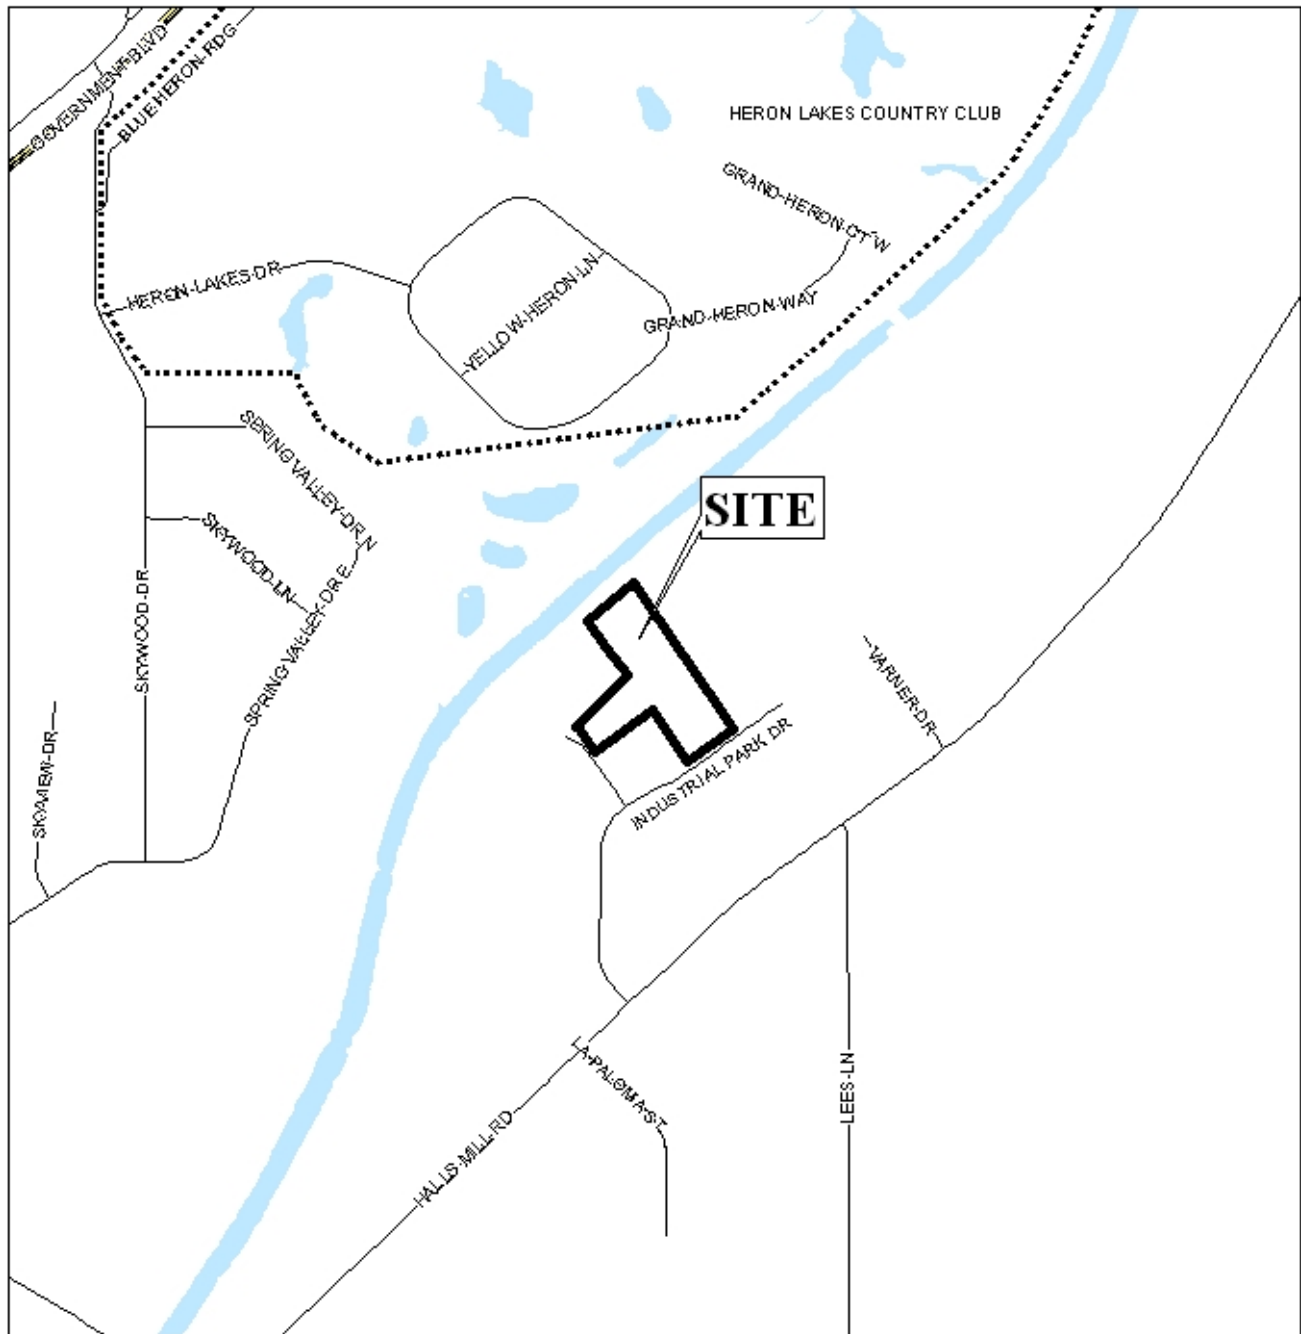 GOVERNMENT BLVD
BLUE HERON RDG
HERON LAKES COUNTRY CLUB
GRAND HERON CT W
HERON LAKES DR
YELLOW HERON LN
GRAND HERON WAY
SPRING VALLEY DR N
SITE
SKYWOOD LN
SKYWOOD DR
SPRING VALLEY DR E
VARNER DR
SKYVIEW DR
INDUSTRIAL PARK DR
LA PALOMA ST
LEES LN
HALLS MILL RD